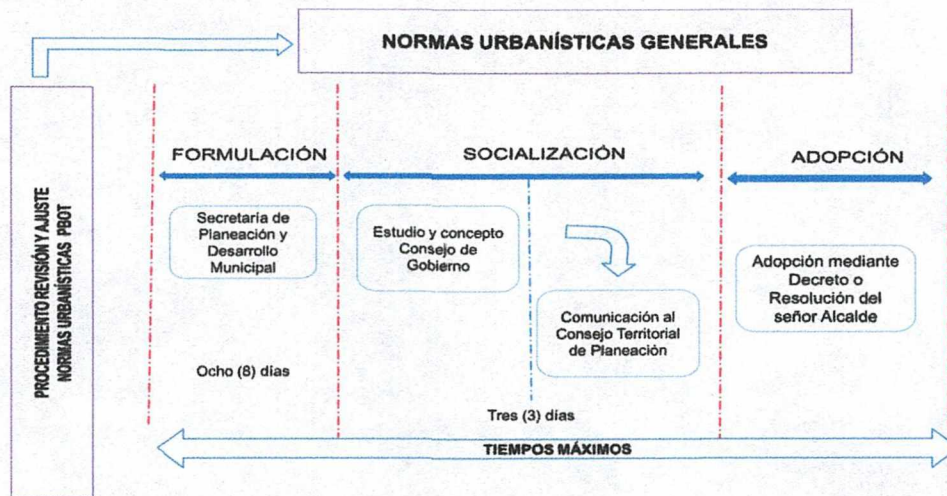 NORMAS URBANÍSTICAS GENERALES
PROCEDIMIENTO REVISIÓN Y AJUSTE
NORMAS URBANÍSTICAS PBOT
FORMULACIÓN
Secretaría de
Planeación y
Desarrollo
Municipal
Ocho (8) días
SOCIALIZACIÓN
Estudio y concepto
Consejo de
Gobierno
Comunicación al
Consejo Territorial
de Planeación
Tres (3) días
ADOPCIÓN
Adopción mediante
Decreto o
Resolución del
señor Alcalde
TIEMPOS MÁXIMOS